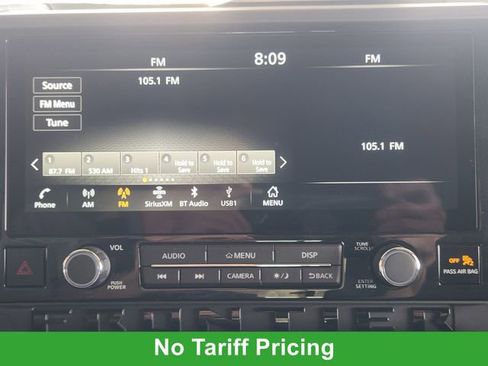 FM 8:09 FM
Source 105.1 FM
FM Menu
Tune
105.1 FM
1 2 3 4 5 6
87.7 FM 530 AM Hits 1 Hold to Save Hold to Save Hold to Save
Phone AM FM SiriusXM BT Audio USB1 MENU
VOL AUDIO MENU DISP TUNE SCROLL
PUSH POWER CAMERA BACK ENTER SETTING
OFF
PASS AIR BAG
FRONTIER
No Tariff Pricing